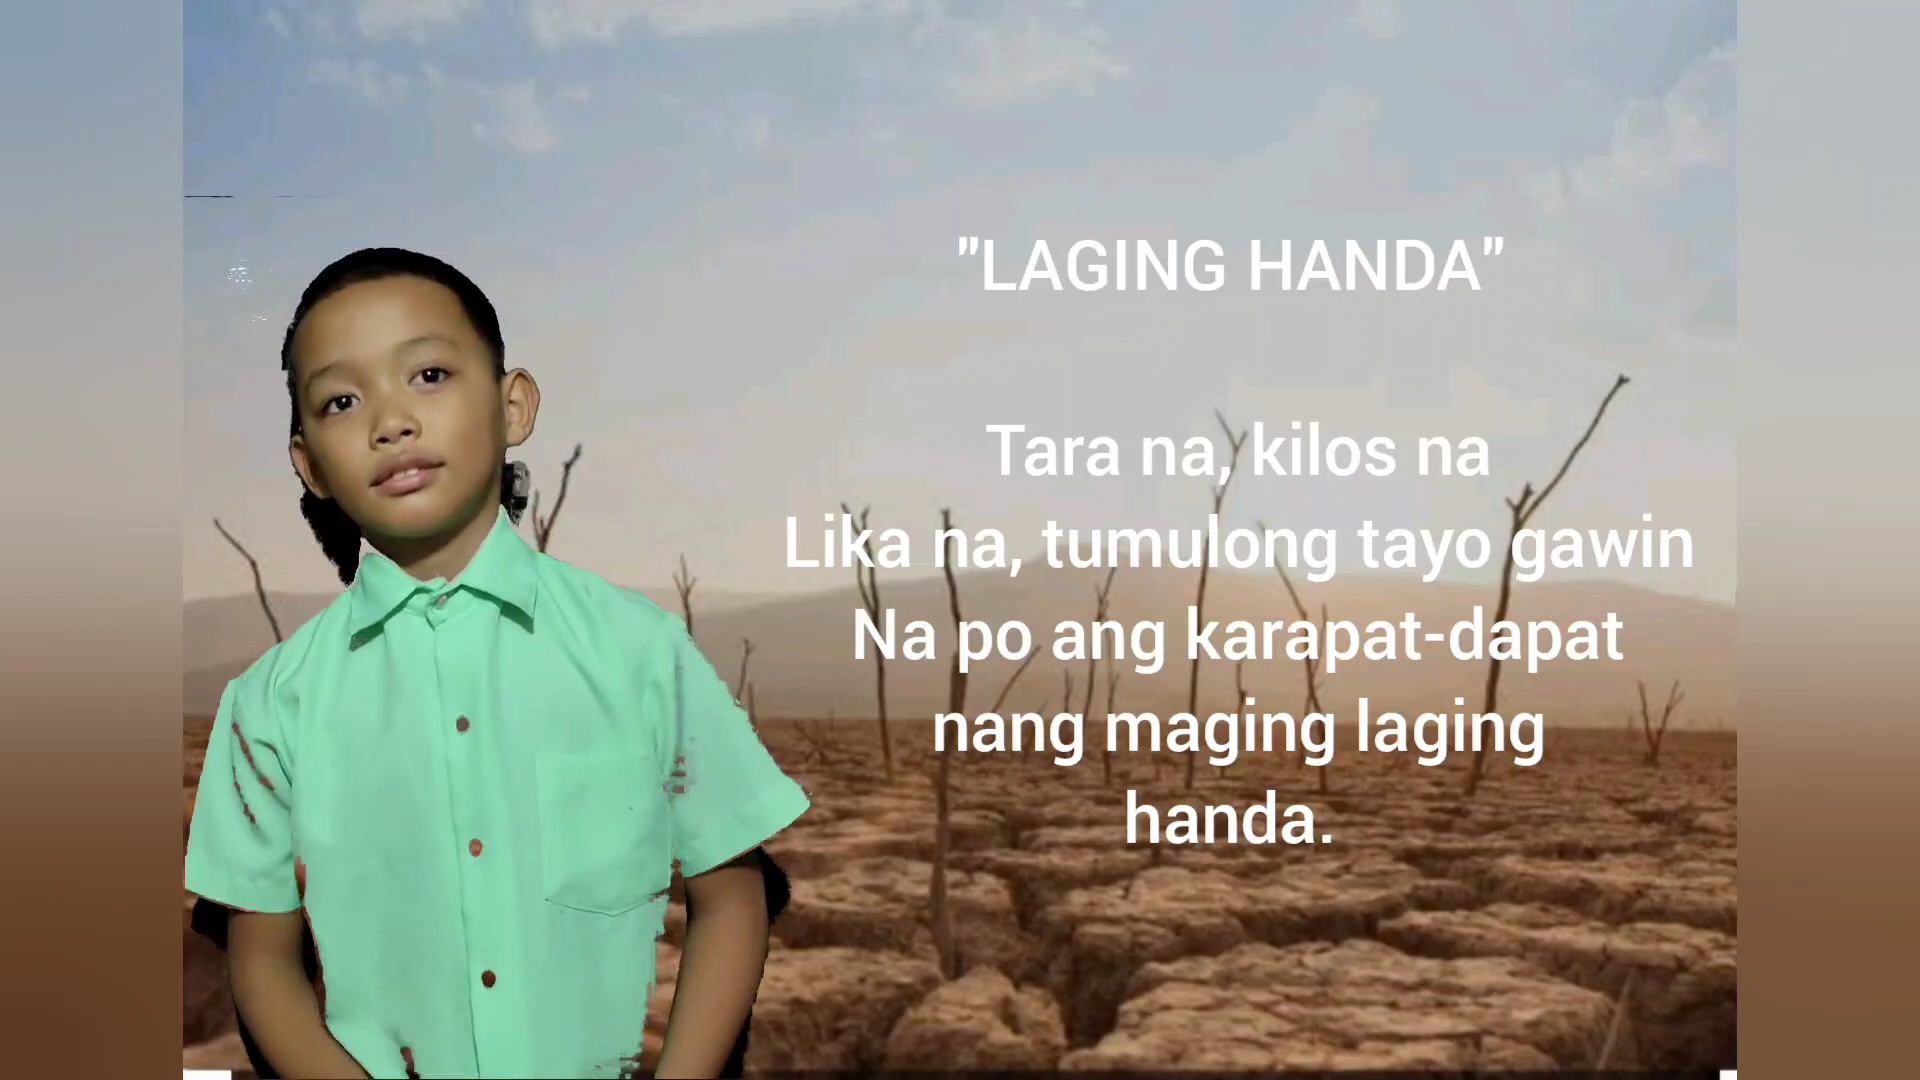 "LAGING HANDA"
Tara na, kilos na
Lika na, tumulong tayo gawin
Na po ang karapat-dapat
nang maging laging
handa.